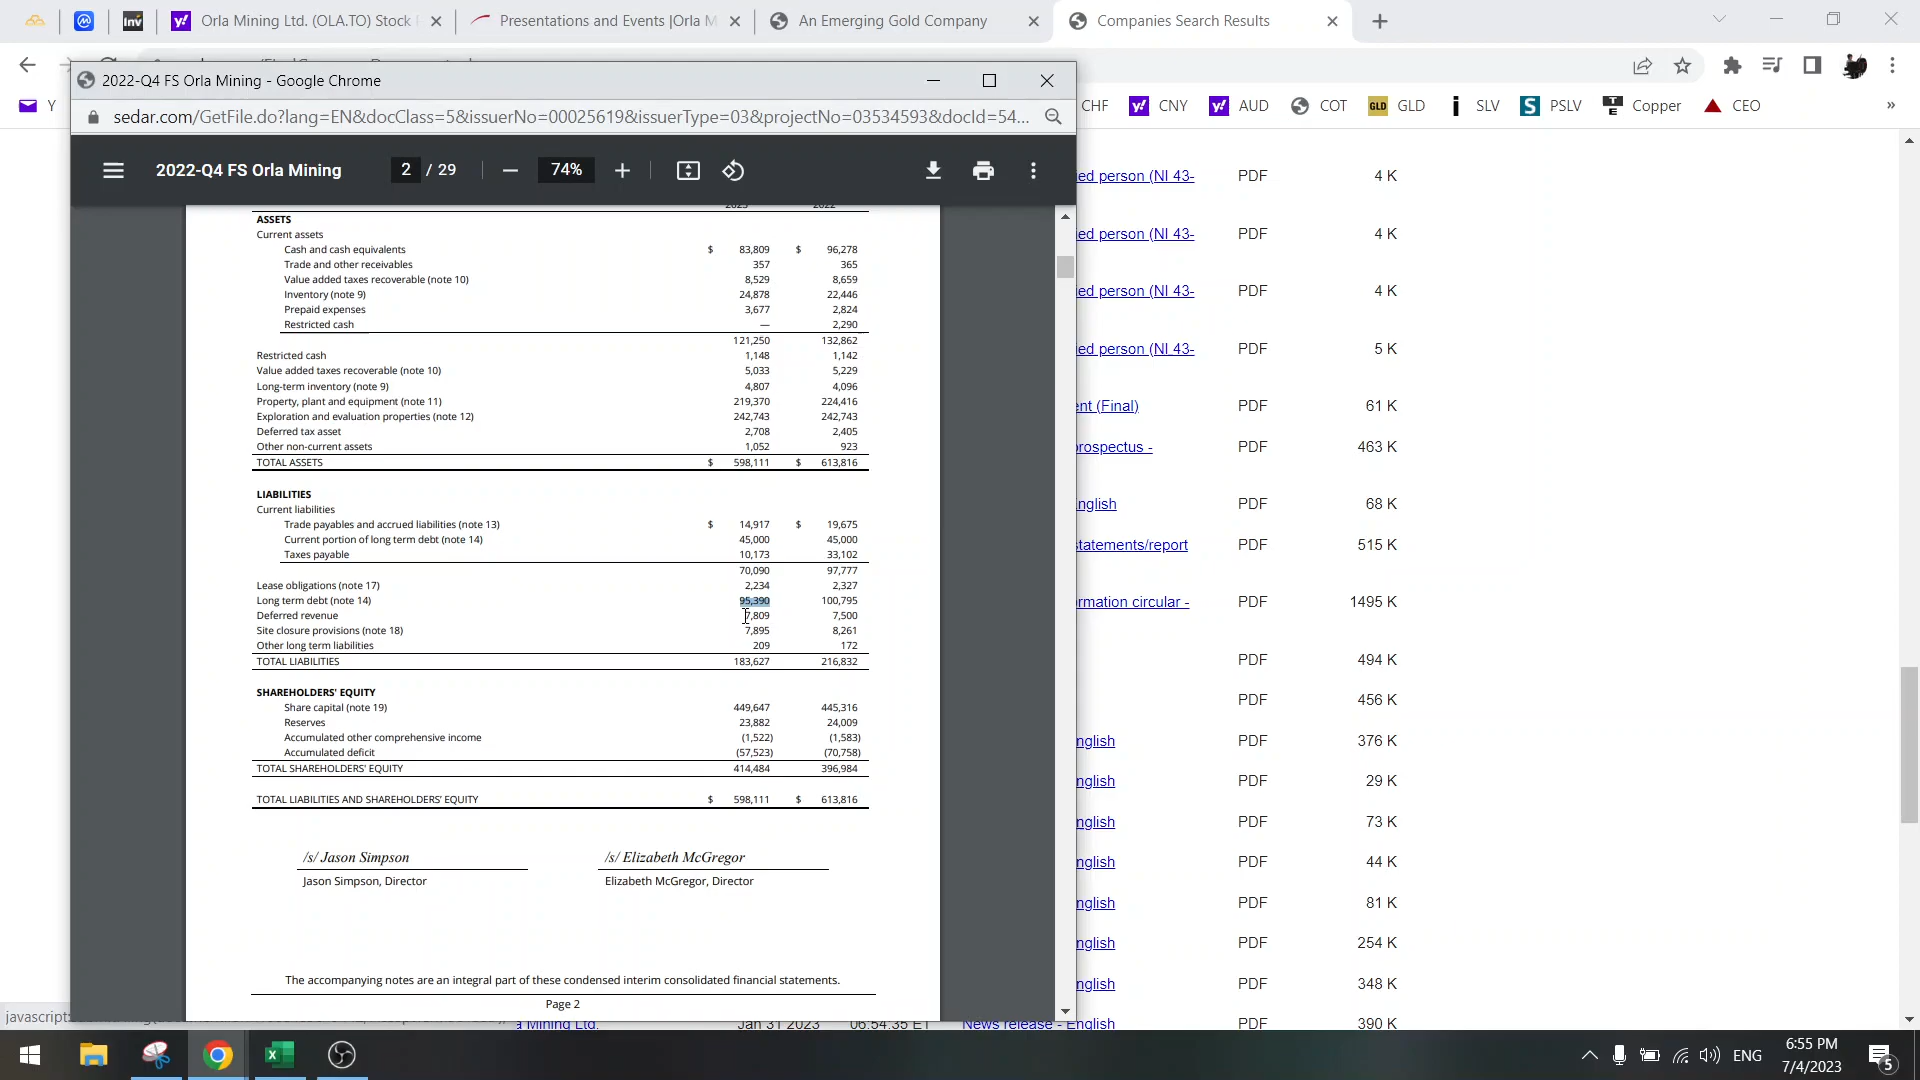 Orla Mining Ltd. (OLA.TO) Stock
Presentations and Events |Orla M
An Emerging Gold Company
Companies Search Results
2022-Q4 FS Orla Mining - Google Chrome
sedar.com/GetFile.do?lang=EN&docClass=5&issuerNo=00025619&issuerType=03&projectNo=03534593&docId=54...
Y
CHF CNY AUD COT GLD SLV PSLV Copper CEO »
2022-Q4 FS Orla Mining 2 / 29 74%
ASSETS
Current assets
Cash and cash equivalents $ 83,809 $ 96,278
Trade and other receivables 357 365
Value added taxes recoverable (note 10) 8,529 8,659
Inventory (note 9) 24,878 22,446
Prepaid expenses 3,677 2,824
Restricted cash — 2,290
121,250 132,862
Restricted cash 1,148 1,142
Value added taxes recoverable (note 10) 5,033 5,229
Long-term inventory (note 9) 4,807 4,096
Property, plant and equipment (note 11) 219,370 224,416
Exploration and evaluation properties (note 12) 242,743 242,743
Deferred tax asset 2,708 2,405
Other non-current assets 1,052 923
TOTAL ASSETS $ 598,111 $ 613,816
LIABILITIES
Current liabilities
Trade payables and accrued liabilities (note 13) $ 14,917 $ 19,675
Current portion of long term debt (note 14) 45,000 45,000
Taxes payable 10,173 33,102
70,090 97,777
Lease obligations (note 17) 2,234 2,327
Long term debt (note 14) 95,390 100,795
Deferred revenue 7,809 7,500
Site closure provisions (note 18) 7,895 8,261
Other long term liabilities 209 172
TOTAL LIABILITIES 183,627 216,832
SHAREHOLDERS' EQUITY
Share capital (note 19) 449,647 445,316
Reserves 23,882 24,009
Accumulated other comprehensive income (1,522) (1,583)
Accumulated deficit (57,523) (70,758)
TOTAL SHAREHOLDERS' EQUITY 414,484 396,984
TOTAL LIABILITIES AND SHAREHOLDERS' EQUITY $ 598,111 $ 613,816
/s/ Jason Simpson /s/ Elizabeth McGregor
Jason Simpson, Director Elizabeth McGregor, Director
The accompanying notes are an integral part of these condensed interim consolidated financial statements.
Page 2
ied person (NI 43- PDF 4 K
ied person (NI 43- PDF 4 K
ied person (NI 43- PDF 4 K
ied person (NI 43- PDF 5 K
ent (Final) PDF 61 K
prospectus - PDF 463 K
English PDF 68 K
statements/report PDF 515 K
rmation circular - PDF 1495 K
PDF 494 K
PDF 456 K
nglish PDF 376 K
nglish PDF 29 K
nglish PDF 73 K
nglish PDF 44 K
nglish PDF 81 K
nglish PDF 254 K
nglish PDF 348 K
a Mining Ltd. Jan 31 2023 06:54:35 ET News release - English PDF 390 K
ENG
6:55 PM
7/4/2023
5